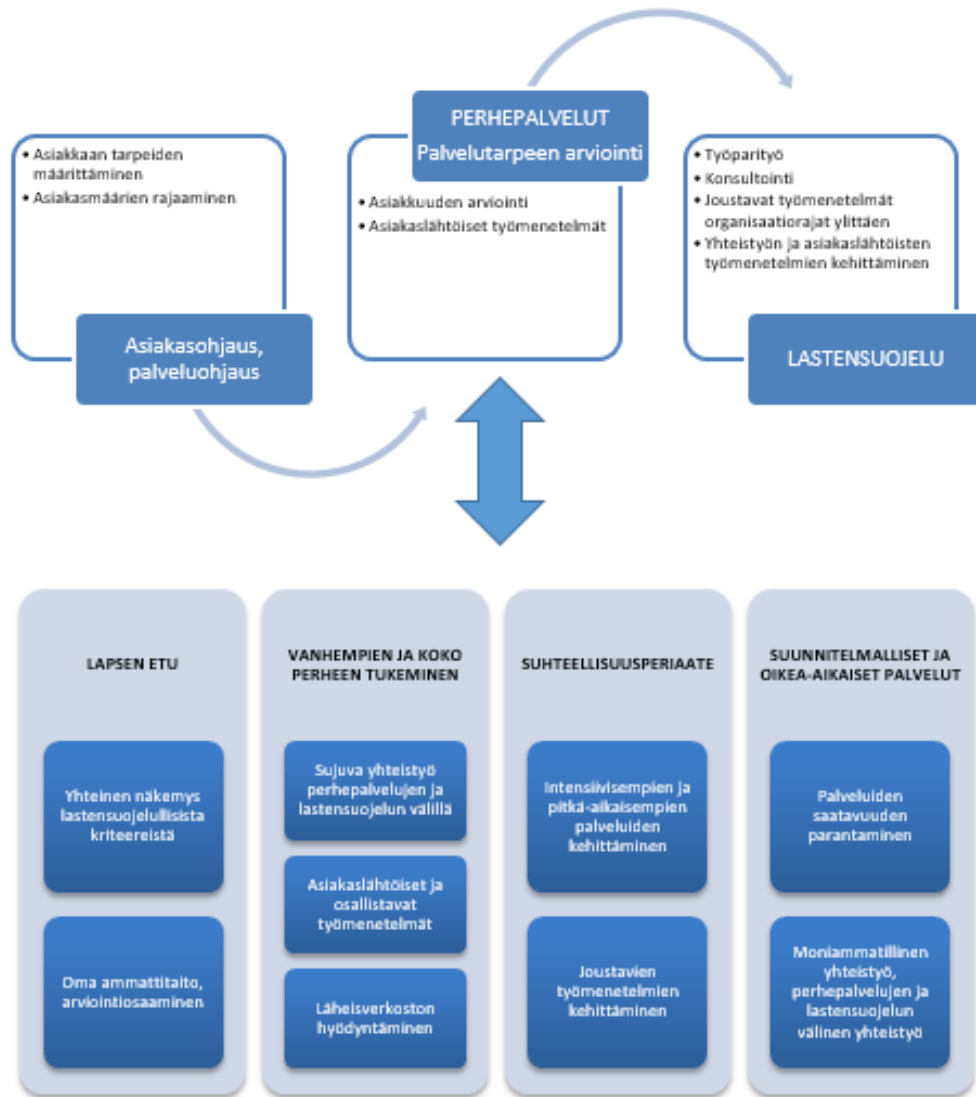 • Asiakkaan tarpeiden
määrittäminen
• Asiakasmäärien rajaaminen
Asiakasohjaus,
palveluohjaus
PERHEPALVELUT
Palvelutarpeen arviointi
• Asiakkuuden arviointi
• Asiakaslähtöiset työmenetelmät
• Työparityö
• Konsultointi
• Joustavat työmenetelmät
organisaatiorajat ylittäen
• Yhteistyön ja asiakaslähtöisten
työmenetelmien kehittäminen
LASTENSUOJELU
LAPSEN ETU
Yhteinen näkemys
lastensuojelullisista
kriteereistä
Oma ammattitaito,
arviointiosaaminen
VANHEMPIEN JA KOKO
PERHEEN TUKEMINEN
Sujuva yhteistyö
perhepalvelujen ja
lastensuojelun välillä
Asiakaslähtöiset ja
osallistavat
työmenetelmät
Läheisverkoston
hyödyntäminen
SUHTEELLISUUSPERIAATE
Intensiivisempien ja
pitkä-aikaisempien
palveluiden
kehittäminen
Joustavien
työmenetelmien
kehittäminen
SUUNNITELMALLISET JA
OIKEA-AIKAISET PALVELUT
Palveluiden
saatavuuden
parantaminen
Moniammatillinen
yhteistyö,
perhepalvelujen ja
lastensuojelun
välinen yhteistyö